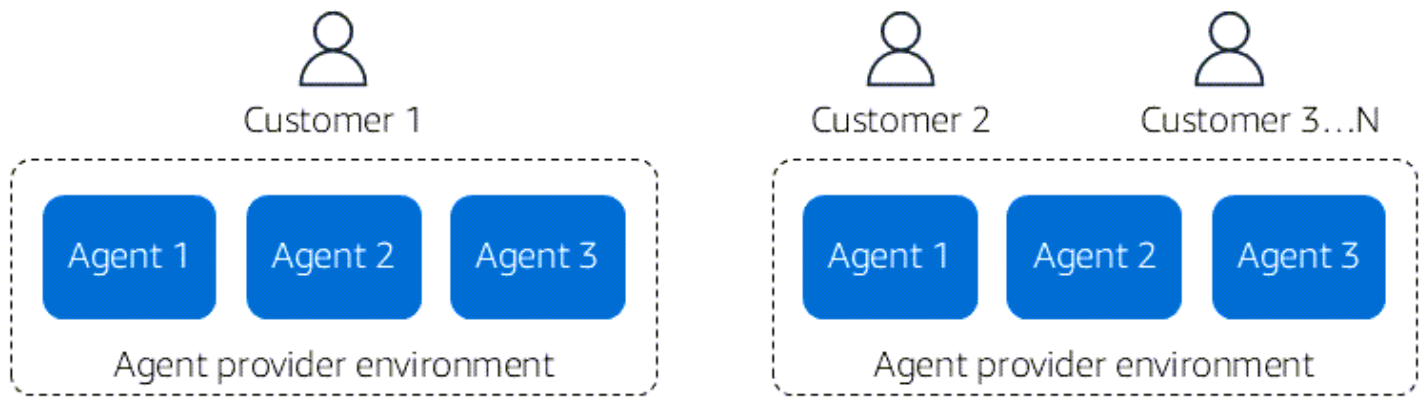 Customer 1
Customer 2
Customer 3...N
Agent 1
Agent 2
Agent 3
Agent provider environment
Agent 1
Agent 2
Agent 3
Agent provider environment